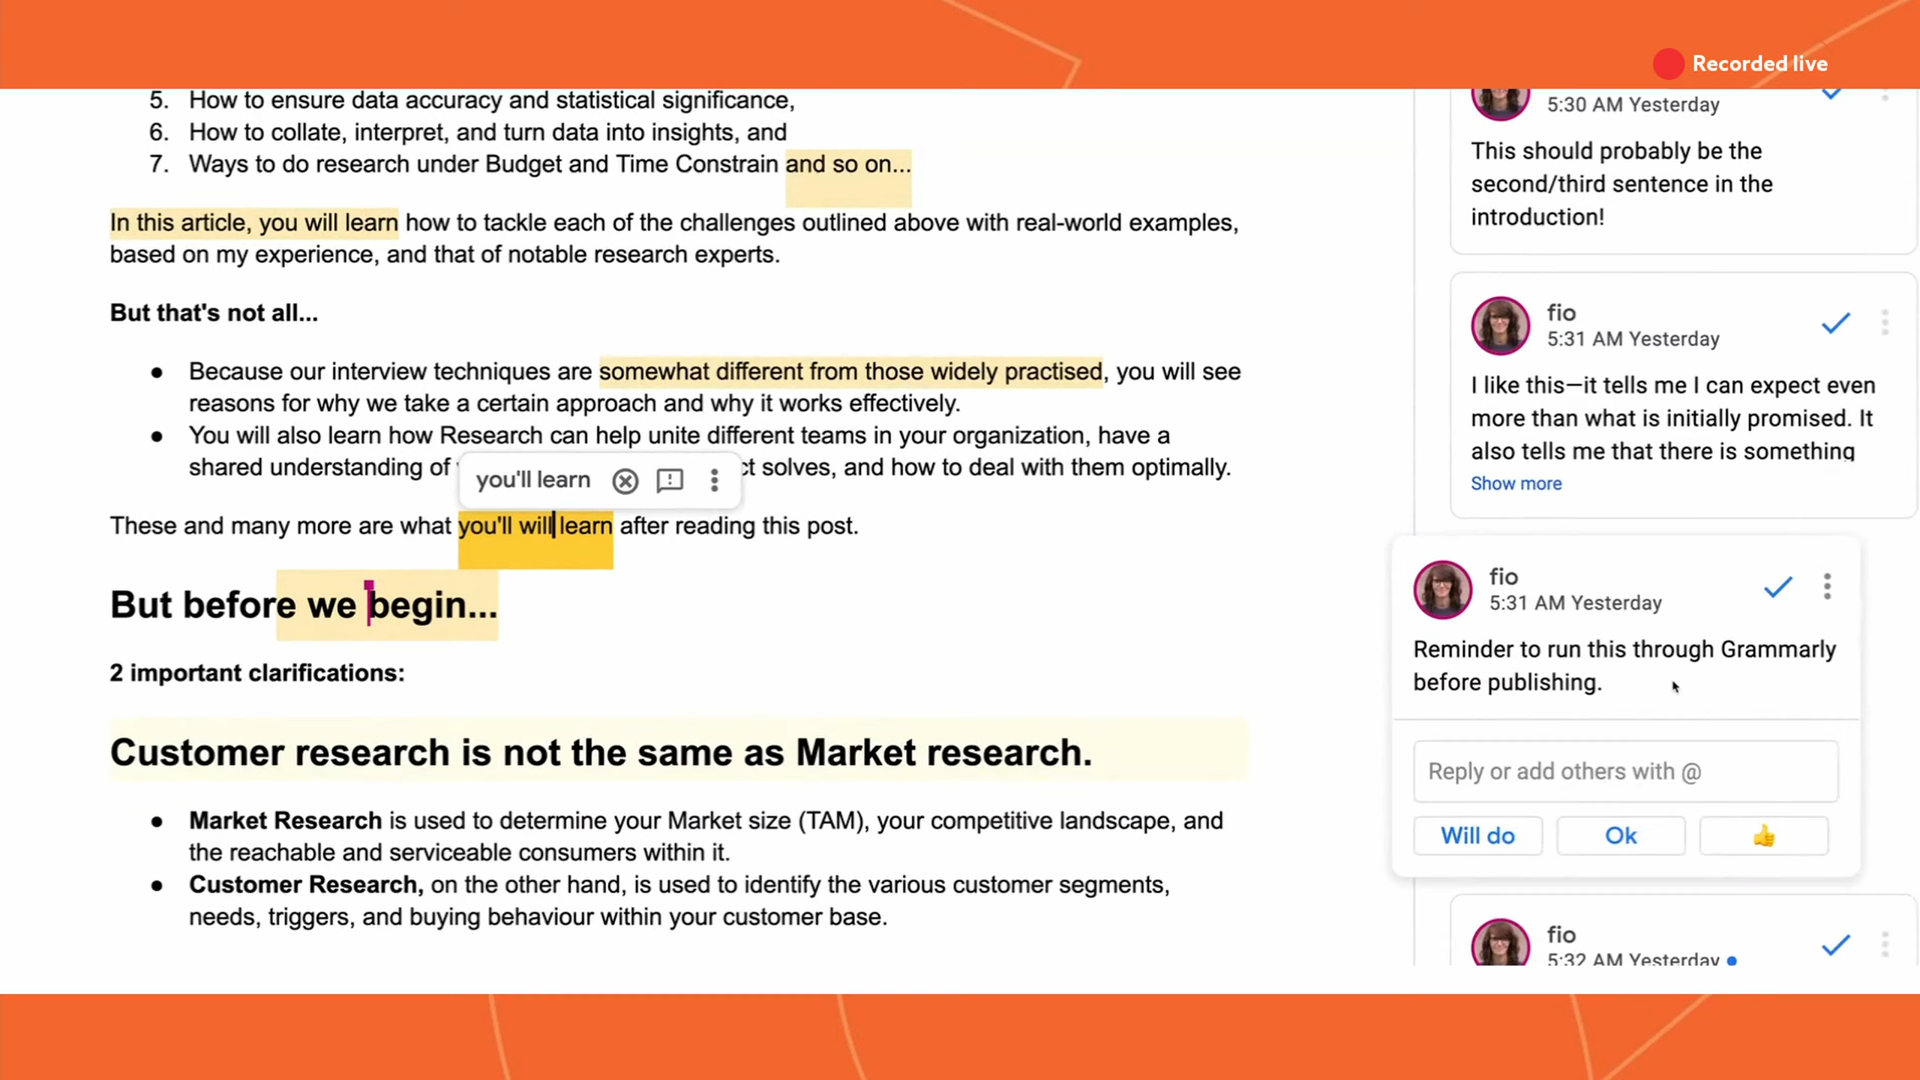 Recorded live
5. How to ensure data accuracy and statistical significance,
6. How to collate, interpret, and turn data into insights, and
7. Ways to do research under Budget and Time Constrain and so on...
In this article, you will learn how to tackle each of the challenges outlined above with real-world examples,
based on my experience, and that of notable research experts.
But that's not all...
● Because our interview techniques are somewhat different from those widely practised, you will see
reasons for why we take a certain approach and why it works effectively.
● You will also learn how Research can help unite different teams in your organization, have a
shared understanding of ct solves, and how to deal with them optimally.
you'll learn
These and many more are what you'll will learn after reading this post.
But before we begin...
2 important clarifications:
Customer research is not the same as Market research.
● Market Research is used to determine your Market size (TAM), your competitive landscape, and
the reachable and serviceable consumers within it.
● Customer Research, on the other hand, is used to identify the various customer segments,
needs, triggers, and buying behaviour within your customer base.
5:30 AM Yesterday
This should probably be the
second/third sentence in the
introduction!
fio
5:31 AM Yesterday
I like this—it tells me I can expect even
more than what is initially promised. It
also tells me that there is something
Show more
fio
5:31 AM Yesterday
Reminder to run this through Grammarly
before publishing.
Reply or add others with @
Will do
Ok
👍
fio
5:32 AM Yesterday